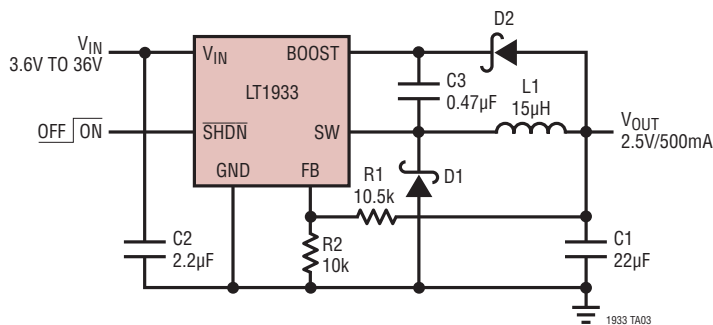 D2
VIN
3.6V TO 36V
VIN
BOOST
LT1933
C3
0.47µF
L1
15µH
OFF ON
SHDN
SW
VOUT
2.5V/500mA
GND
FB
R1
10.5k
D1
C2
2.2µF
R2
10k
C1
22µF
1933 TA03